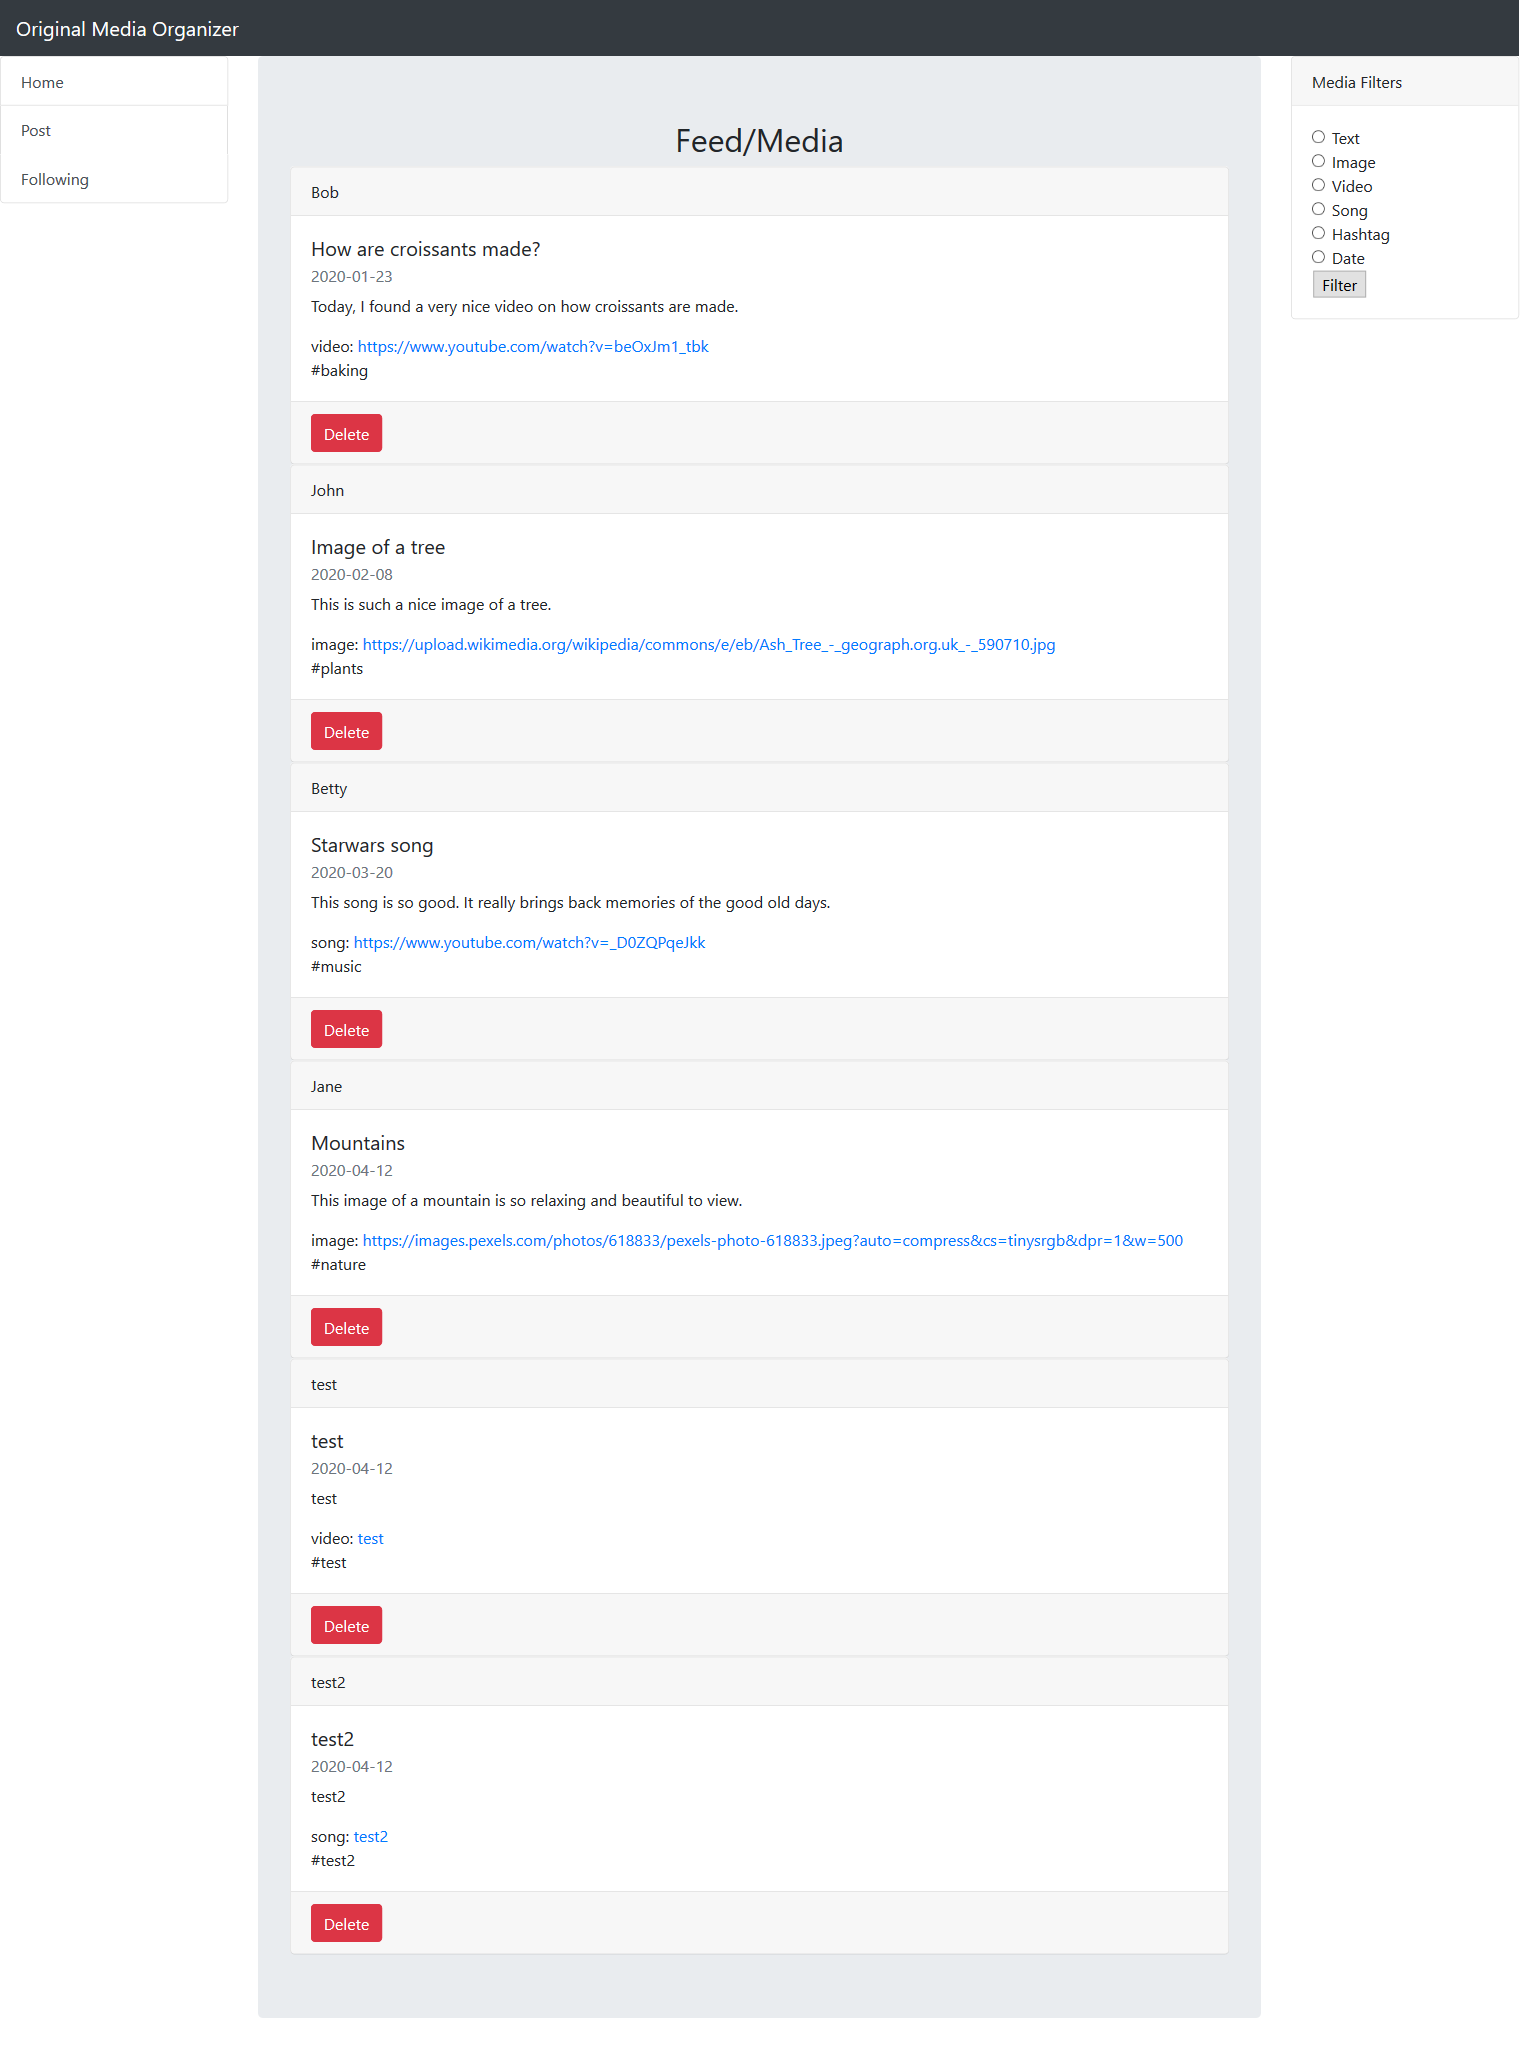 Original Media Organizer
Home
Post
Following
Feed/Media
Bob
How are croissants made?
2020-01-23
Today, I found a very nice video on how croissants are made.
video: https://www.youtube.com/watch?v=beOxJm1_tbk
#baking
Delete
John
Image of a tree
2020-02-08
This is such a nice image of a tree.
image: https://upload.wikimedia.org/wikipedia/commons/e/eb/Ash_Tree_-_geograph.org.uk_-_590710.jpg
#plants
Delete
Betty
Starwars song
2020-03-20
This song is so good. It really brings back memories of the good old days.
song: https://www.youtube.com/watch?v=_D0ZQPqeJkk
#music
Delete
Jane
Mountains
2020-04-12
This image of a mountain is so relaxing and beautiful to view.
image: https://images.pexels.com/photos/618833/pexels-photo-618833.jpeg?auto=compress&cs=tinysrgb&dpr=1&w=500
#nature
Delete
test
test
2020-04-12
test
video: test
#test
Delete
test2
test2
2020-04-12
test2
song: test2
#test2
Delete
Media Filters
Text
Image
Video
Song
Hashtag
Date
Filter